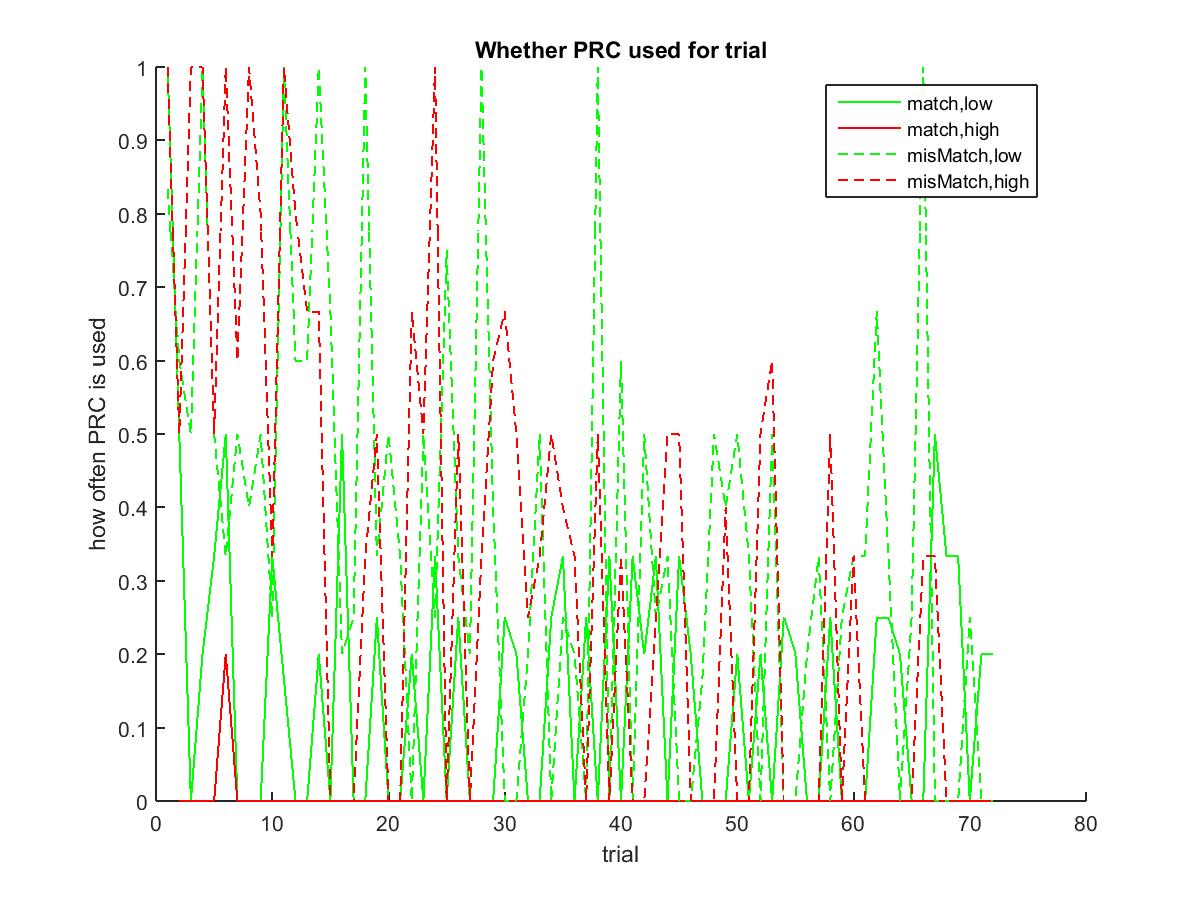 Whether PRC used for trial
how often PRC is used
1
0.9
0.8
0.7
0.6
0.5
0.4
0.3
0.2
0.1
0
match,low
match,high
misMatch,low
misMatch,high
0 10 20 30 40 50 60 70 80
trial